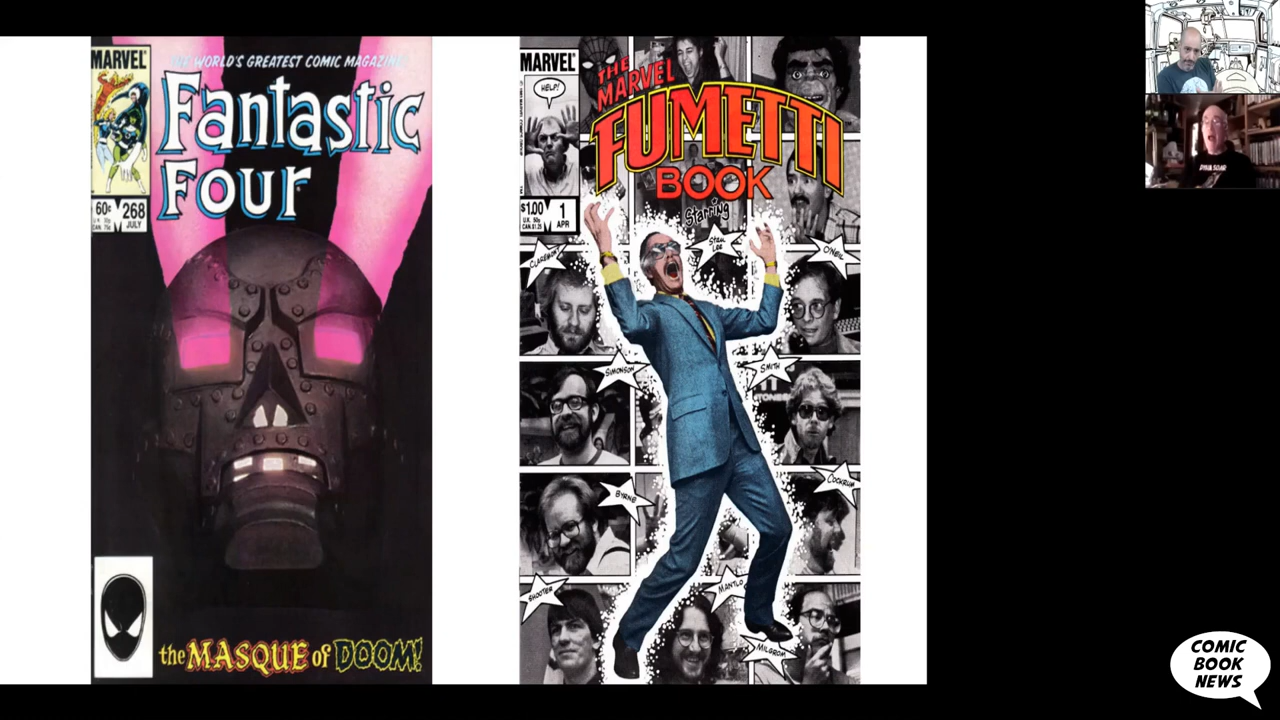 MARVEL
THE WORLD'S GREATEST COMIC MAGAZINE
Fantastic
Four
60¢ 268
JULY
the MASQUE of DOOM!
MARVEL
HELP!
$1.00 1
APR
THE
MARVEL
FUMETTI
BOOK
Starring
Stan
Lee
CLAREMONT
O'NEIL
SIMONSON
SMITH
BYRNE
COCKRUM
SHOOTER
MANTLO
MILGROM
COMIC
BOOK
NEWS